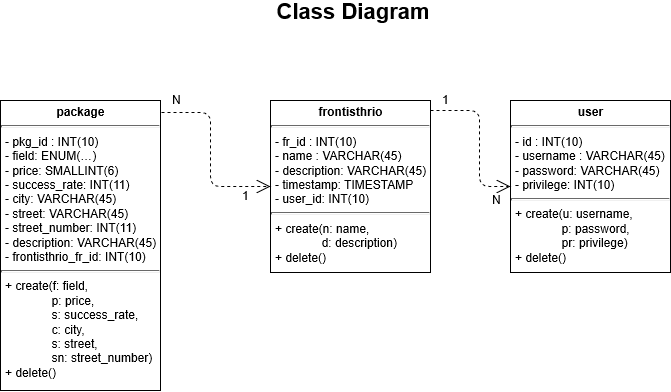 Class Diagram
N
1
package
- pkg_id : INT(10)
- field: ENUM(...)
- price: SMALLINT(6)
- success_rate: INT(11)
- city: VARCHAR(45)
- street: VARCHAR(45)
- street_number: INT(11)
- description: VARCHAR(45)
- frontisthrio_fr_id: INT(10)
+ create(f: field,
p: price,
s: success_rate,
c: city,
s: street,
sn: street_number)
+ delete()
1
frontisthrio
- fr_id : INT(10)
- name : VARCHAR(45)
- description: VARCHAR(45)
- timestamp: TIMESTAMP
- user_id: INT(10)
+ create(n: name,
d: description)
+ delete()
N
user
- id : INT(10)
- username : VARCHAR(45)
- password: VARCHAR(45)
- privilege: INT(10)
+ create(u: username,
p: password,
pr: privilege)
+ delete()